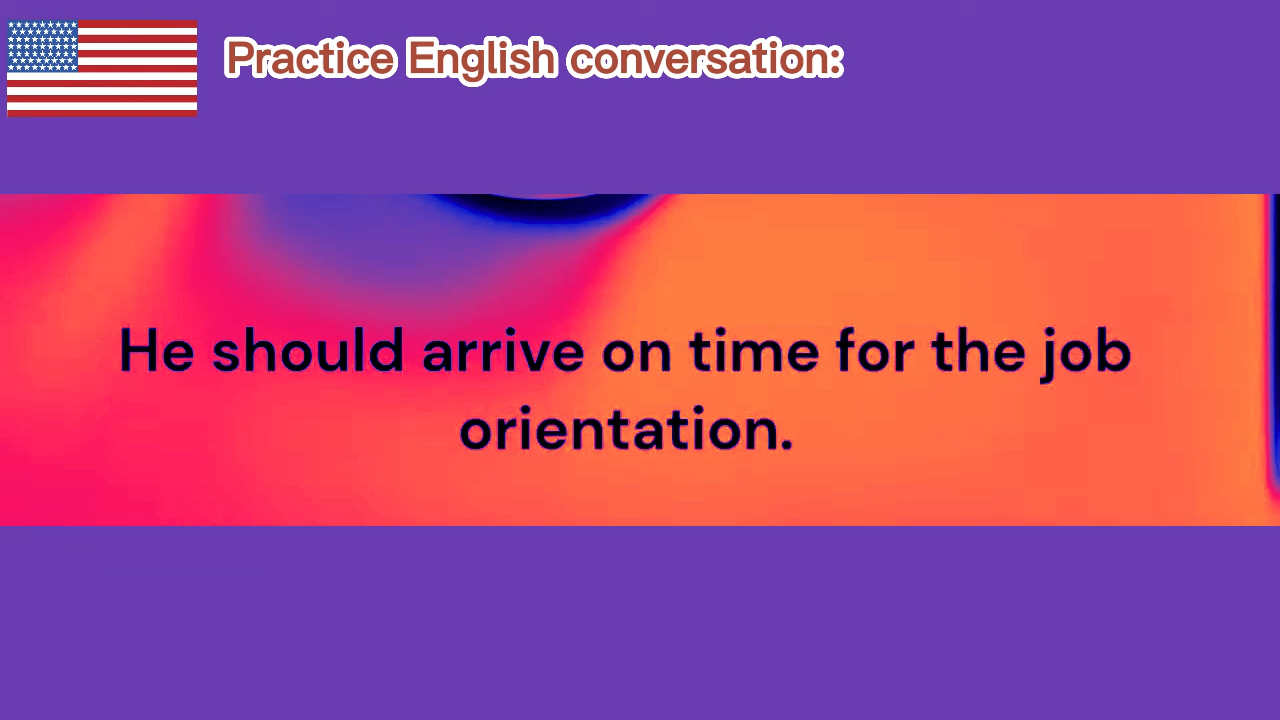 Practice English conversation:
He should arrive on time for the job
orientation.